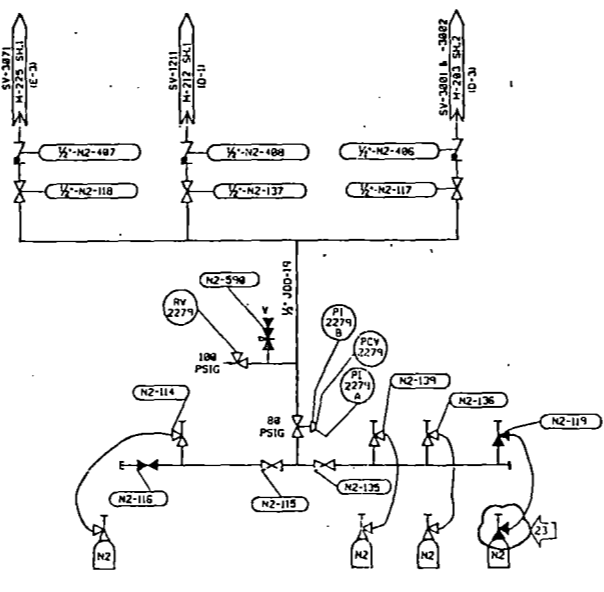 SV-3071
M-225 SH.1
(E-3)
SV-1211
M-212 SH.1
(D-1)
SV-3001 & -3002
M-203 SH.2
(D-3)
½"-N2-407
½"-N2-408
½"-N2-406
½"-N2-118
½"-N2-137
½"-N2-117
½" JDD-19
N2-590
RV
2279
V
100
PSIG
PI
2279
B
PCV
2279
PI
2279
A
80
PSIG
N2-114
N2-139
N2-136
N2-119
N2-116
N2-115
N2-135
23
N2
N2
N2
N2